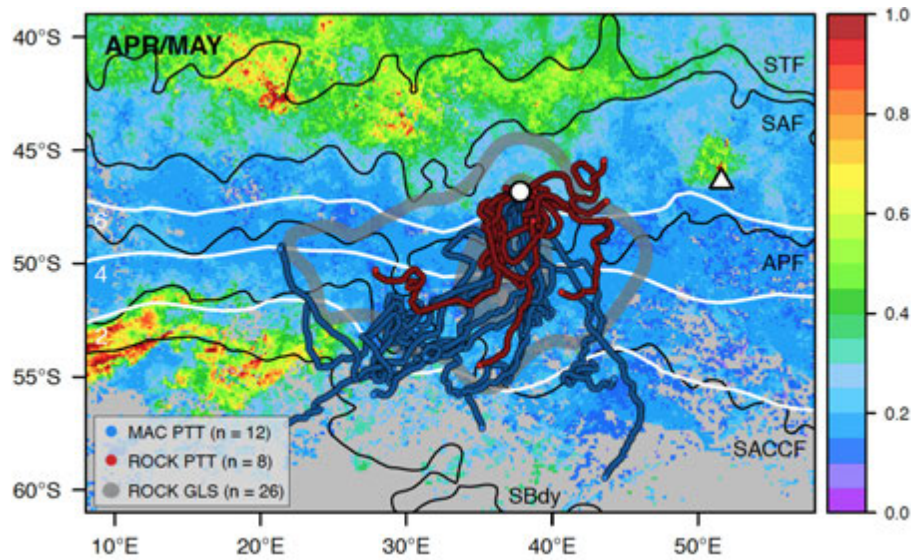 40°S
APR/MAY
STF
1.0
SAF
0.8
45°S
0.6
50°S
4
APF
0.4
2
55°S
0.2
MAC PTT (n = 12)
ROCK PTT (n = 8)
SACCF
ROCK GLS (n = 26)
60°S
SBdy
0.0
10°E 20°E 30°E 40°E 50°E